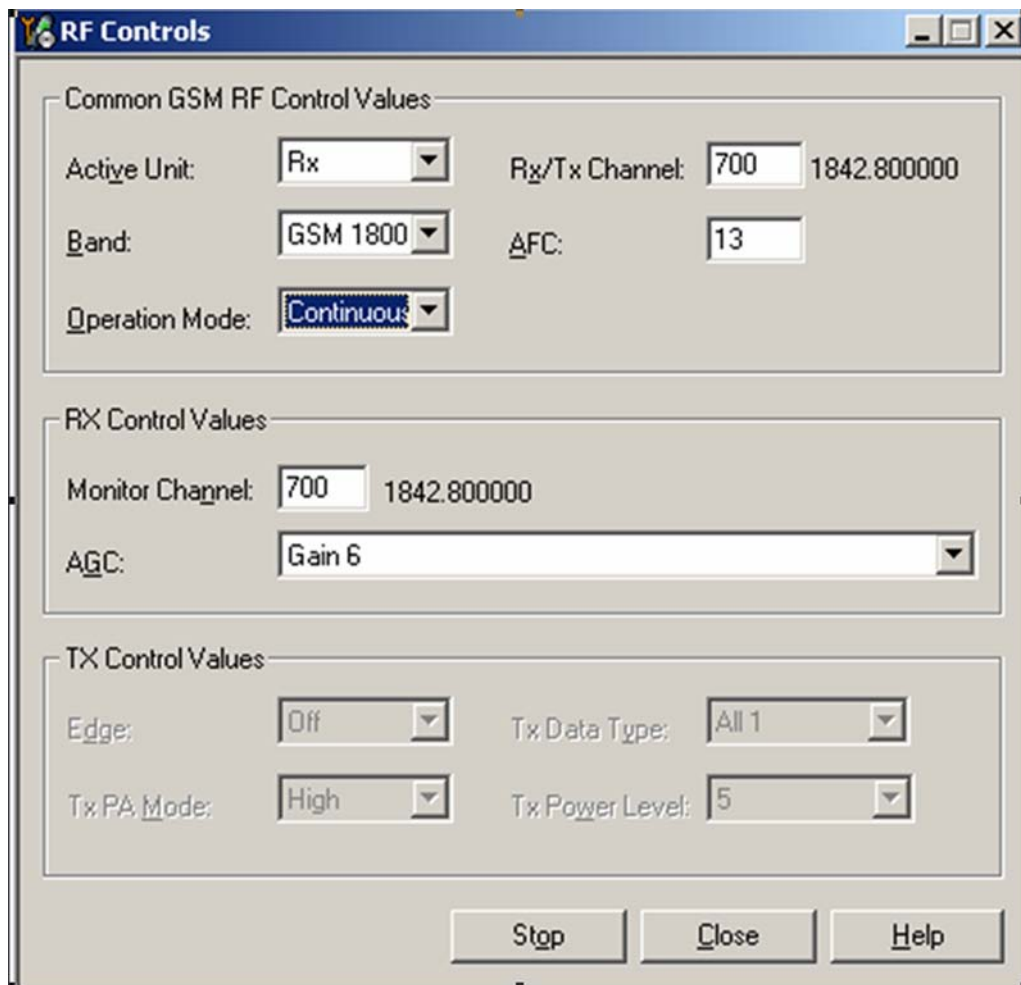 RF Controls
Common GSM RF Control Values
Active Unit: Rx Rx/Tx Channel: 700 1842.800000
Band: GSM 1800 AFC: 13
Operation Mode: Continuous
RX Control Values
Monitor Channel: 700 1842.800000
AGC: Gain 6
TX Control Values
Edge: Off Tx Data Type: All 1
Tx PA Mode: High Tx Power Level: 5
Stop Close Help